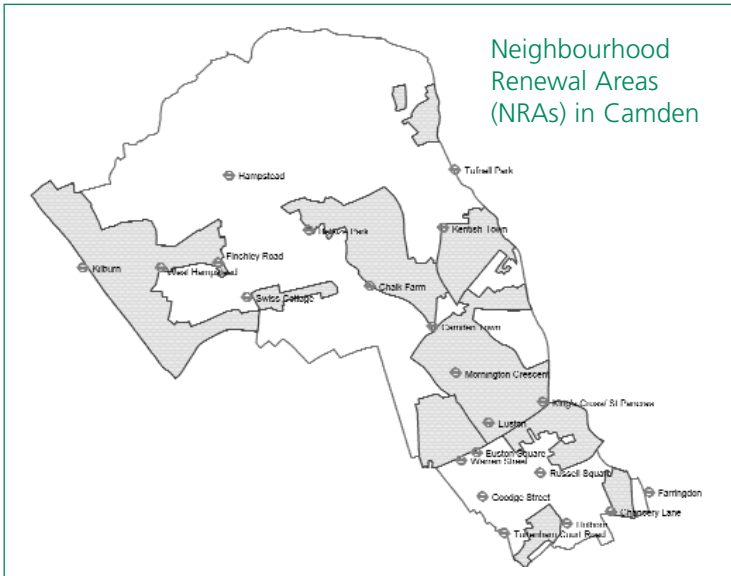 Neighbourhood
Renewal Areas
(NRAs) in Camden
Tufnell Park
Hampstead
Kentish Town
Park
Finchley Road
Kilburn
West Hampstead
Chalk Farm
Swiss Cottage
Camden Town
Mornington Crescent
King's Cross/ St Pancras
Euston Square
Warren Street
Russell Square
Goodge Street
Farringdon
Chancery Lane
Holborn
Tottenham Court Road